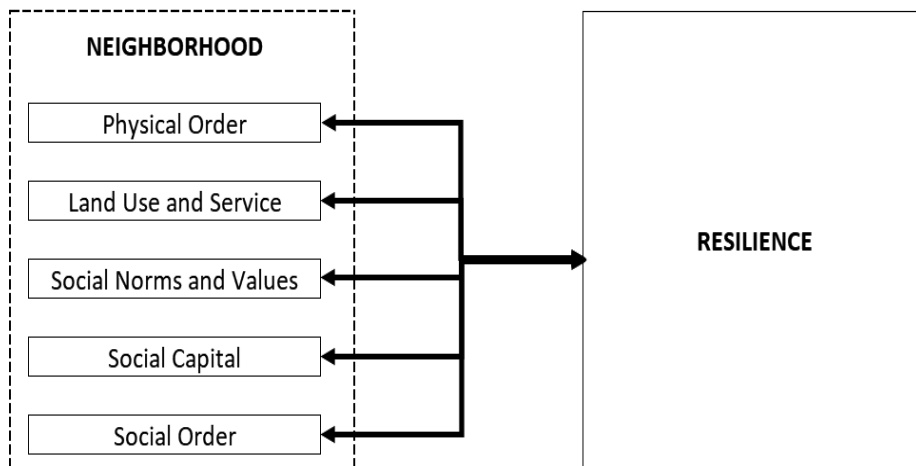 NEIGHBORHOOD
Physical Order
Land Use and Service
Social Norms and Values
Social Capital
Social Order
RESILIENCE